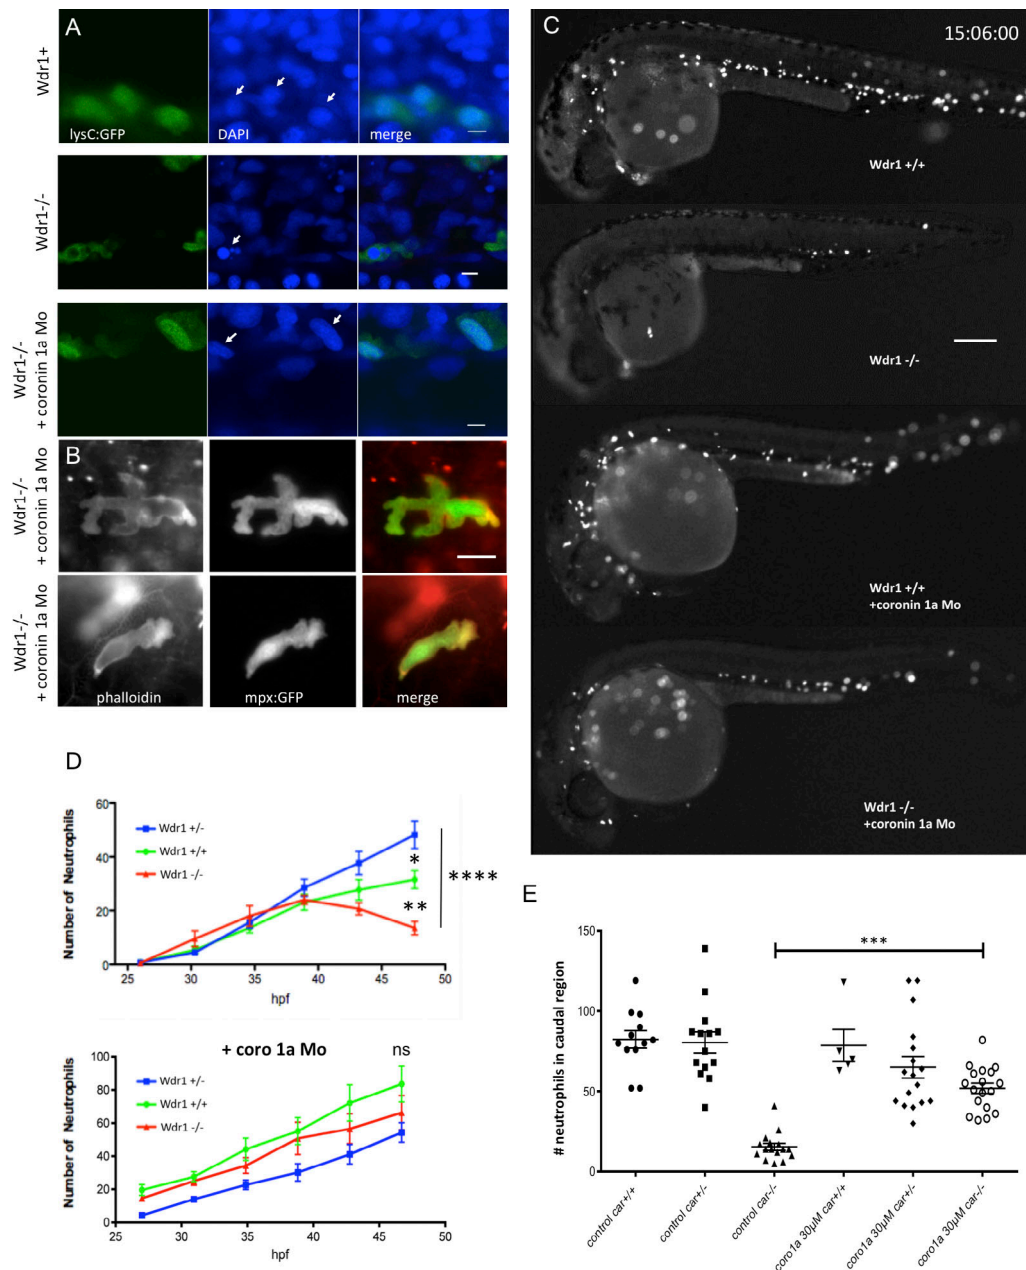 A
Wdr1+
lysC:GFP
DAPI
merge
Wdr1-/-
Wdr1-/-
+ coronin 1a Mo
B
Wdr1-/-
+ coronin 1a Mo
Wdr1-/-
+ coronin 1a Mo
phalloidin
mpx:GFP
merge
C
15:06:00
Wdr1 +/+
Wdr1 -/-
Wdr1 +/+
+coronin 1a Mo
Wdr1 -/-
+coronin 1a Mo
D
Number of Neutrophils
60
40
20
0
Wdr1 +/-
Wdr1 +/+
Wdr1 -/-
*
**
****
25
30
35
40
45
50
hpf
+ coro 1a Mo
ns
Number of Neutrophils
100
80
60
40
20
0
Wdr1 +/-
Wdr1 +/+
Wdr1 -/-
25
30
35
40
45
50
hpf
E
# neutrophils in caudal region
150
100
50
0
***
control car+/+
control car+/-
control car-/-
coro1a 30µM car+/+
coro1a 30µM car+/-
coro1a 30µM car-/-